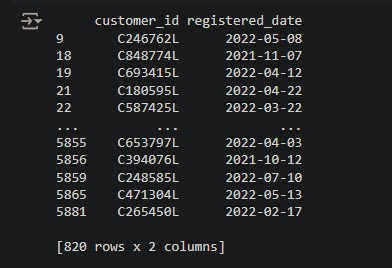 customer_id registered_date
9 C246762L 2022-05-08
18 C848774L 2021-11-07
19 C693415L 2022-04-12
21 C180595L 2022-04-22
22 C587425L 2022-03-22
... ... ...
5855 C653797L 2022-04-03
5856 C394076L 2021-10-12
5859 C248585L 2022-07-10
5865 C471304L 2022-05-13
5881 C265450L 2022-02-17
[820 rows x 2 columns]